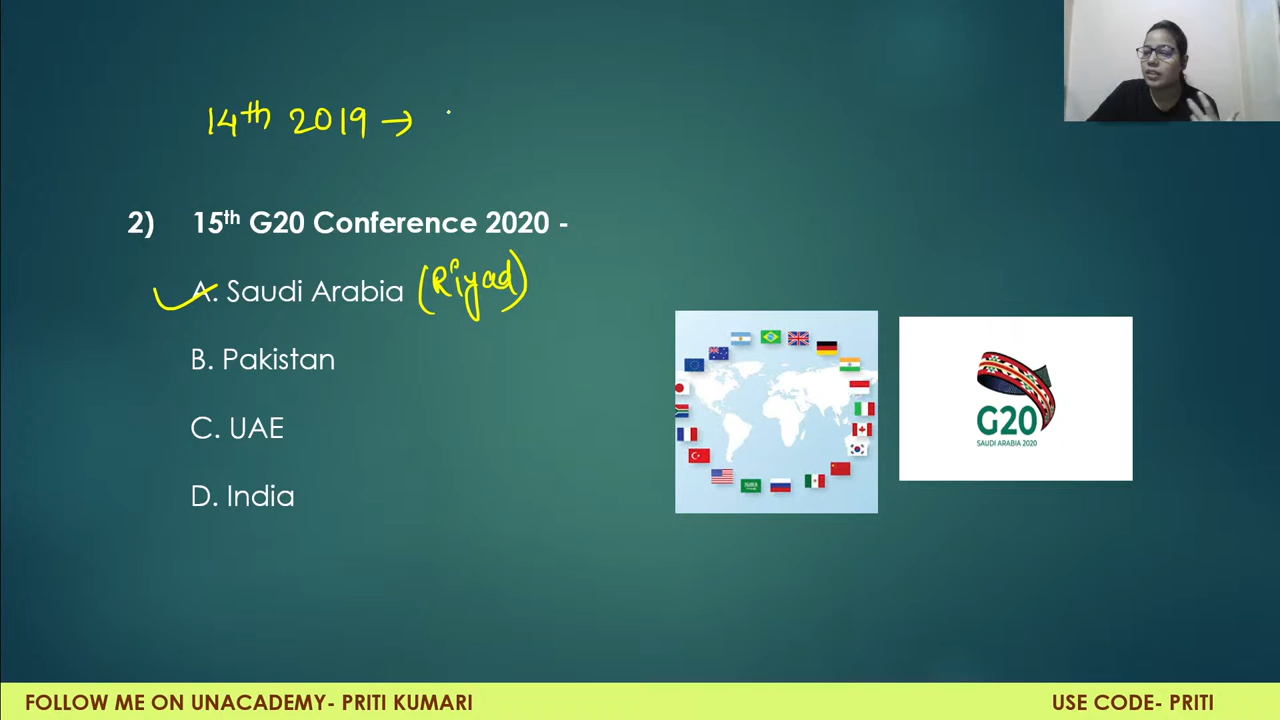 14th 2019 →
2) 15th G20 Conference 2020 -
A. Saudi Arabia (Riyad)
B. Pakistan
C. UAE
D. India
G20
SAUDI ARABIA 2020
FOLLOW ME ON UNACADEMY- PRITI KUMARI
USE CODE- PRITI